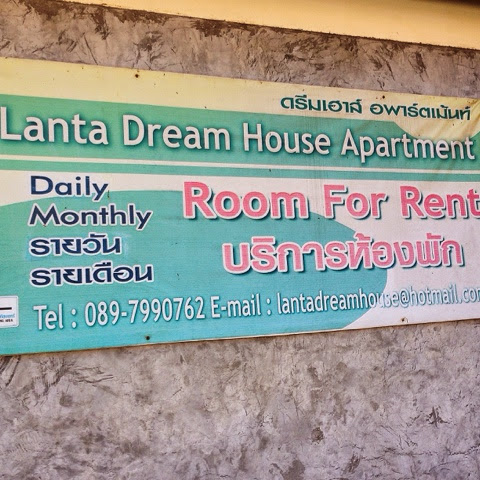 ดรีมเฮาส์ อพาร์ตเม้นท์
Lanta Dream House Apartment
Daily
Monthly
รายวัน
รายเดือน
Room For Rent
บริการห้องพัก
Tel : 089-7990762 E-mail : lantadreamhouse@hotmail.com